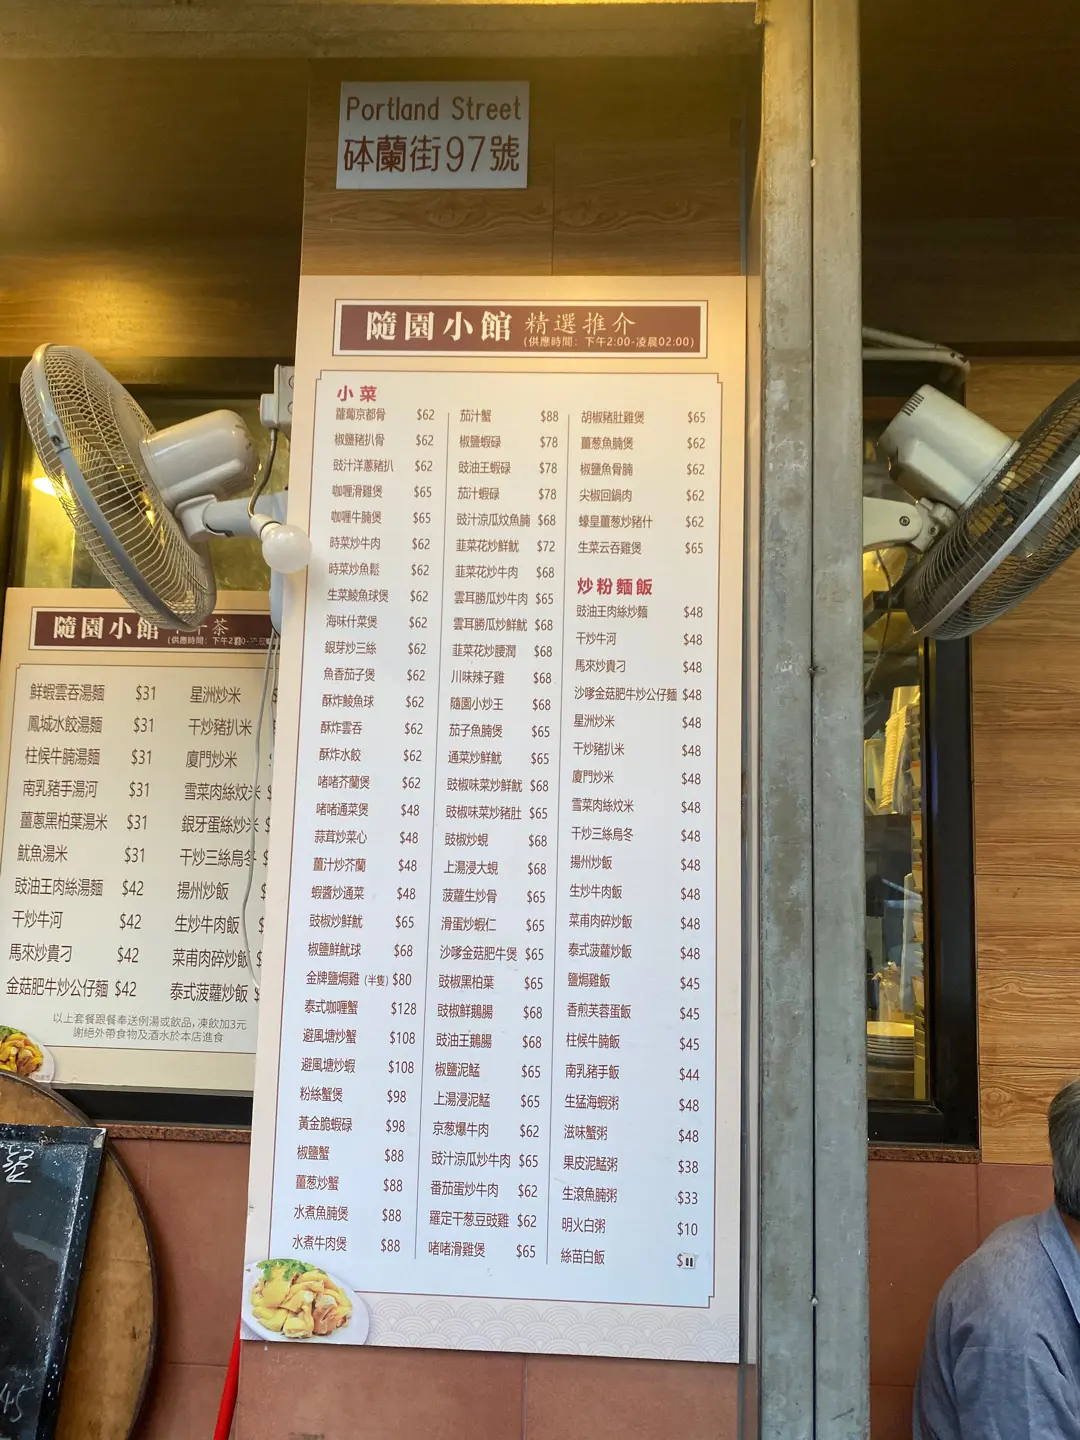 Portland Street
砵蘭街97號
隨園小館 精選推介
(供應時間: 下午2:00-凌晨02:00)
小菜
蘿蔔京都骨 $62
椒鹽豬扒骨 $62
豉汁洋蔥豬扒 $62
咖喱滑雞煲 $65
咖喱牛腩煲 $65
時菜炒牛肉 $62
時菜炒魚鬆 $62
生菜鯪魚球煲 $62
海味什菜煲 $62
銀芽炒三絲 $62
魚香茄子煲 $62
酥炸鯪魚球 $62
酥炸雲吞 $62
酥炸水餃 $62
啫啫芥蘭煲 $62
啫啫通菜煲 $48
蒜茸炒菜心 $48
薑汁炒芥蘭 $48
蝦醬炒通菜 $48
豉椒炒鮮魷 $65
椒鹽鮮魷球 $68
金牌鹽焗雞 (半隻) $80
泰式咖喱蟹 $128
避風塘炒蟹 $108
避風塘炒蝦 $108
粉絲蟹煲 $98
黃金脆蝦碌 $98
椒鹽蟹 $88
薑葱炒蟹 $88
水煮魚腩煲 $88
水煮牛肉煲 $88
茄汁蟹 $88
椒鹽蝦碌 $78
豉油王蝦碌 $78
茄汁蝦碌 $78
豉汁涼瓜炆魚腩 $68
韮菜花炒鮮魷 $72
韮菜花炒牛肉 $68
雲耳勝瓜炒牛肉 $65
雲耳勝瓜炒鮮魷 $68
韮菜花炒腰潤 $68
川味辣子雞 $68
隨園小炒王 $68
茄子魚腩煲 $65
通菜炒鮮魷 $65
豉椒味菜炒鮮魷 $68
豉椒味菜炒豬肚 $65
豉椒炒蜆 $68
上湯浸大蜆 $68
菠蘿生炒骨 $65
滑蛋炒蝦仁 $65
沙嗲金菇肥牛煲 $65
豉椒黑柏葉 $65
豉椒鮮鵝腸 $68
豉油王鵝腸 $68
椒鹽泥鯭 $65
上湯浸泥鯭 $65
京葱爆牛肉 $62
豉汁涼瓜炒牛肉 $65
番茄蛋炒牛肉 $62
羅定干葱豆豉雞 $62
啫啫滑雞煲 $65
胡椒豬肚雞煲 $65
薑葱魚腩煲 $62
椒鹽魚骨腩 $62
尖椒回鍋肉 $62
蠔皇薑葱炒豬什 $62
生菜云吞雞煲 $65
炒粉麵飯
豉油王肉絲炒麵 $48
干炒牛河 $48
馬來炒貴刁 $48
沙嗲金菇肥牛炒公仔麵 $48
星洲炒米 $48
干炒豬扒米 $48
廈門炒米 $48
雪菜肉絲炆米 $48
干炒三絲烏冬 $48
揚州炒飯 $48
生炒牛肉飯 $48
菜甫肉碎炒飯 $48
泰式菠蘿炒飯 $48
鹽焗雞飯 $45
香煎芙蓉蛋飯 $45
柱候牛腩飯 $45
南乳豬手飯 $44
生猛海蝦粥 $48
滋味蟹粥 $48
果皮泥鯭粥 $38
生滾魚腩粥 $33
明火白粥 $10
絲苗白飯 $11
隨園小館 茶
(供應時間: 下午2
鮮蝦雲吞湯麵 $31
鳳城水餃湯麵 $31
柱候牛腩湯麵 $31
南乳豬手湯河 $31
薑蔥黑柏葉湯米 $31
魷魚湯米 $31
豉油王肉絲湯麵 $42
干炒牛河 $42
馬來炒貴刁 $42
金菇肥牛炒公仔麵 $42
星洲炒米
干炒豬扒米
廈門炒米
雪菜肉絲炆米
銀牙蛋絲炒米
干炒三絲烏冬
揚州炒飯
生炒牛肉飯
菜甫肉碎炒飯
泰式菠蘿炒飯
以上套餐跟餐奉送例湯或飲品, 凍飲加3元
謝絕外帶食物及酒水於本店進食
45